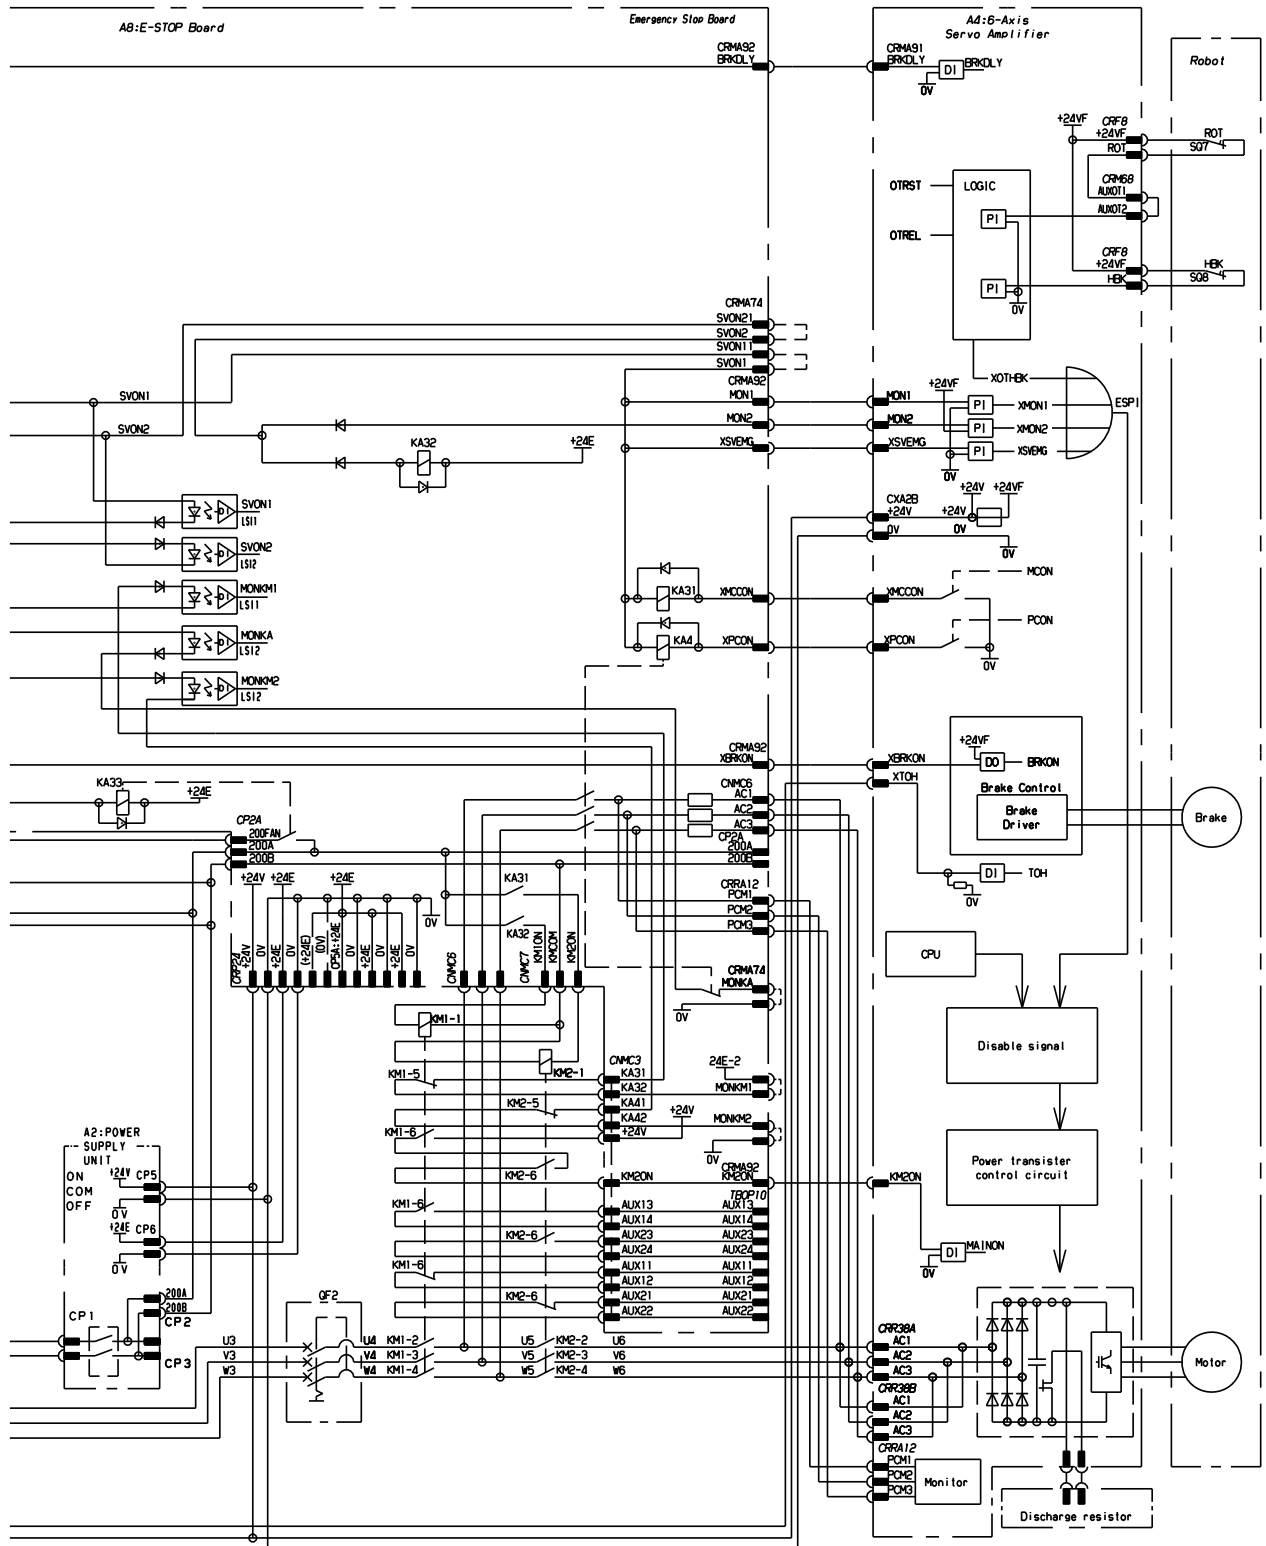 A8:E-STOP Board
Emergency Stop Board
A4:6-Axis
Servo Amplifier
Robot
CRMA92
BRKDLY
CRMA91
BRKDLY
DI
BRKDLY
0V
+24VF
CRF8
+24VF
ROT
ROT
SQ7
CRM68
AUXOT1
AUXOT2
OTRST
LOGIC
PI
OTREL
CRF8
+24VF
HBK
HBK
SQ8
PI
0V
CRMA74
SVON21
SVON2
SVON11
SVON1
CRMA92
MON1
MON2
XSVEMG
XOTHBK
+24VF
MON1
MON2
XSVEMG
PI
XMON1
PI
XMON2
PI
XSVEMG
ESPI
0V
SVON1
SVON2
KA32
+24E
DI
SVON1
LSI1
DI
SVON2
LSI2
DI
MONKM1
LSI1
DI
MONKA
LSI2
DI
MONKM2
LSI2
CXA2B
+24V
0V
+24V
+24VF
+24V
0V
0V
KA31
XMCCON
XMCCON
MCON
KA4
XPCON
XPCON
PCON
0V
CRMA92
XBRKON
XBRKON
XTOH
+24VF
DO
BRKON
Brake Control
Brake
Driver
Brake
KA33
+24E
CNMC6
AC1
AC2
AC3
CP2A
200A
200B
CP2A
200FAN
200A
200B
DI
TOH
0V
+24V
+24E
+24E
0V
KA31
KA32
CRRA12
PCM1
PCM2
PCM3
CRP24
+24V
0V
+24E
0V
(+24E)
(0V)
CP5A:+24E
0V
+24E
0V
+24E
0V
CNMC6
CNMC7
KM1ON
KMCOM
KM2ON
CPU
CRMA74
MONKA
0V
KM1-1
KM2-1
Disable signal
CNMC3
KA31
KA32
KA41
KA42
+24V
24E-2
MONKM1
+24V
MONKM2
0V
KM1-5
KM2-5
KM1-6
KM2-6
Power transister
control circuit
CRMA92
KM2ON
KM2ON
KM2ON
TBOP10
KM1-6
AUX13
AUX13
AUX14
AUX14
KM2-6
AUX23
AUX23
AUX24
AUX24
KM1-6
AUX11
AUX11
AUX12
AUX12
KM2-6
AUX21
AUX21
AUX22
AUX22
DI
MAINON
0V
A2:POWER
SUPPLY
UNIT
ON
COM
OFF
+24V
CP5
0V
+24E
CP6
0V
200A
200B
CP1
CP2
CP3
QF2
U3
V3
W3
U4
V4
W4
KM1-2
KM1-3
KM1-4
U5
V5
W5
KM2-2
KM2-3
KM2-4
U6
V6
W6
CRR38A
AC1
AC2
AC3
CRR38B
AC1
AC2
AC3
CRRA12
PCM1
PCM2
PCM3
Monitor
Motor
Discharge resistor